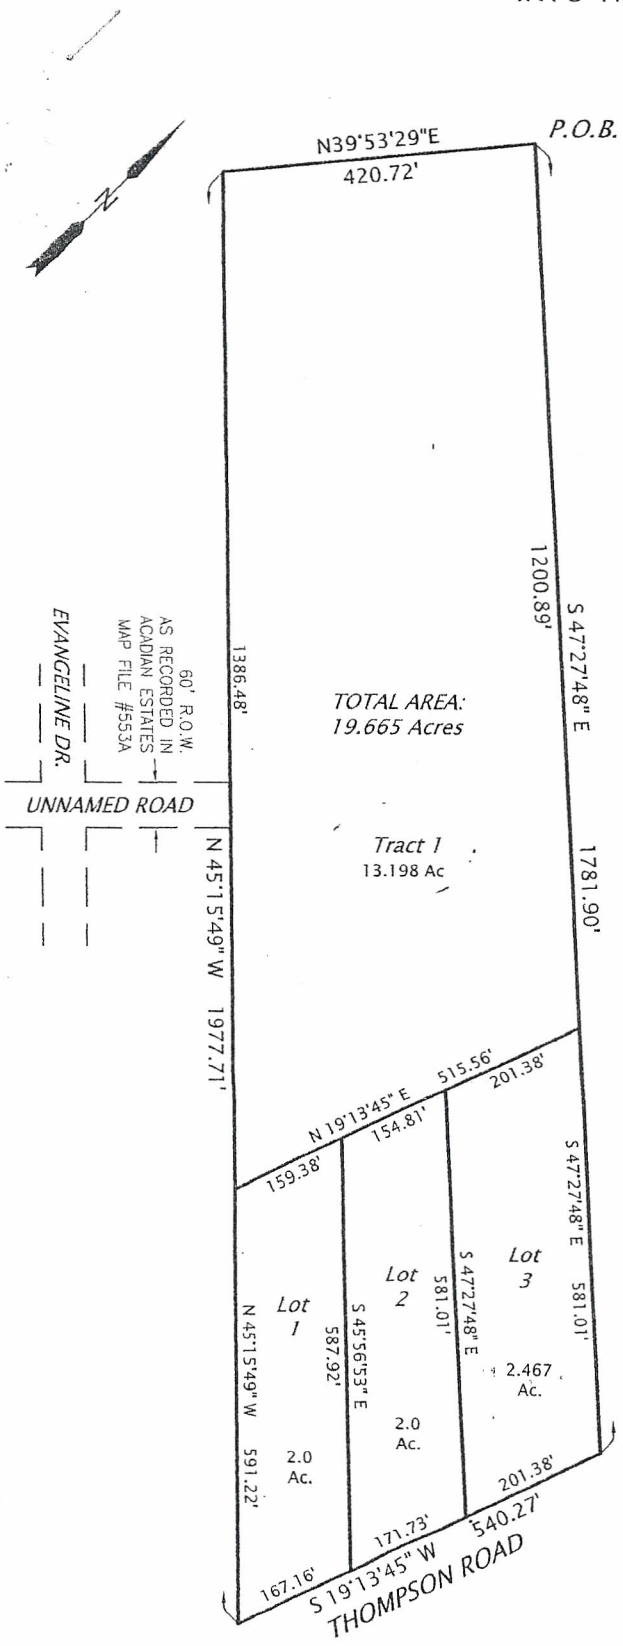 P.O.B.
N39°53'29"E
420.72'
N
1200.89'
S 47°27'48" E
1781.90'
60' R.O.W.
AS RECORDED IN
ACADIAN ESTATES
MAP FILE #553A
EVANGELINE DR.
UNNAMED ROAD
1386.48'
N 45°15'49" W 1977.71'
TOTAL AREA:
19.665 Acres
Tract 1
13.198 Ac
N 19°13'45" E
515.56'
159.38'
154.81'
201.38'
Lot
1
2.0
Ac.
N 45°15'49" W 591.22'
S 45°56'53" E
587.92'
Lot
2
2.0
Ac.
S 47°27'48" E
581.01'
Lot
3
2.467
Ac.
S 47°27'48" E 581.01'
167.16'
171.73'
201.38'
S 19°13'45" W
540.27'
THOMPSON ROAD